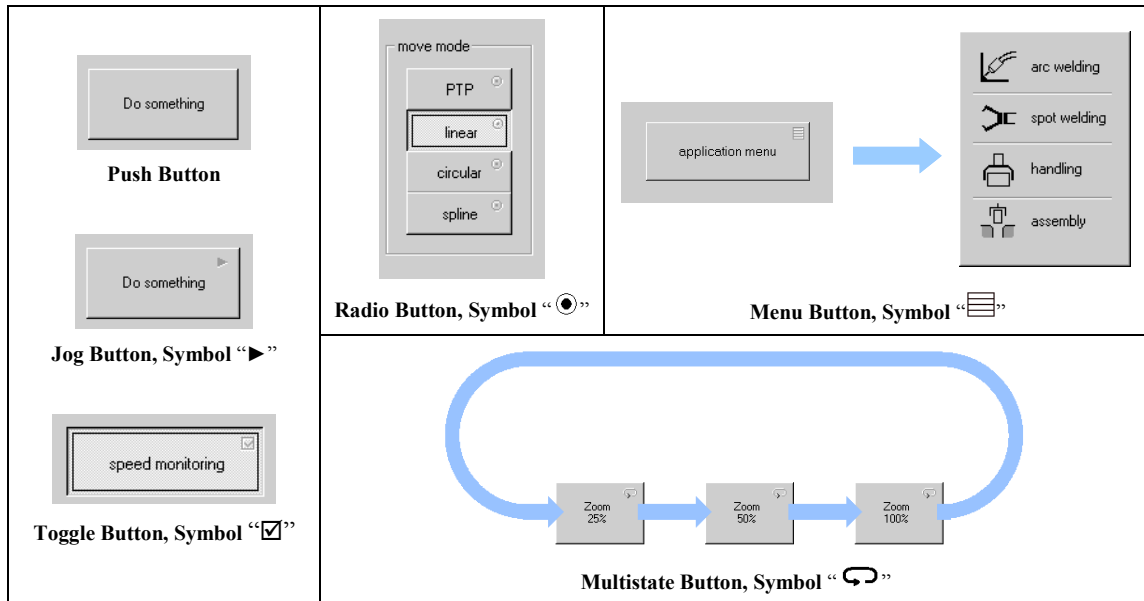 Do something
Push Button
Do something
Jog Button, Symbol “►”
speed monitoring
Toggle Button, Symbol “☑”
move mode
PTP
linear
circular
spline
Radio Button, Symbol “◉”
application menu
arc welding
spot welding
handling
assembly
Menu Button, Symbol “▤”
Zoom
25%
Zoom
50%
Zoom
100%
Multistate Button, Symbol “⮔”